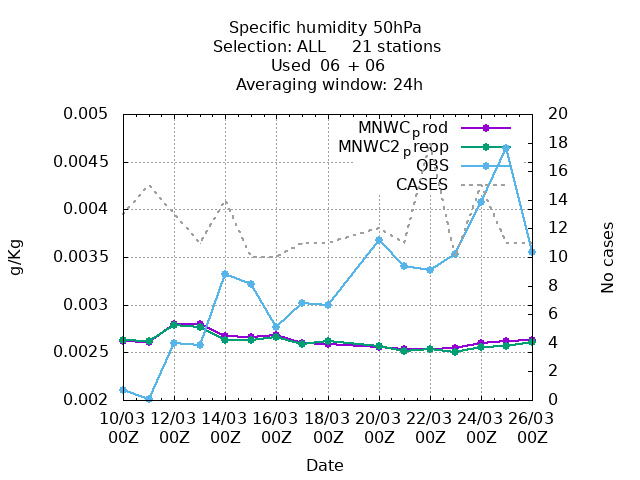 Specific humidity 50hPa
Selection: ALL 21 stations
Used 06 + 06
Averaging window: 24h
0.005
0.0045
0.004
0.0035
0.003
0.0025
0.002
g/Kg
20
18
16
14
12
10
8
6
4
2
0
No cases
MNWCprod
MNWC2preop
OBS
CASES
10/03 12/03 14/03 16/03 18/03 20/03 22/03 24/03 26/03
00Z 00Z 00Z 00Z 00Z 00Z 00Z 00Z 00Z
Date